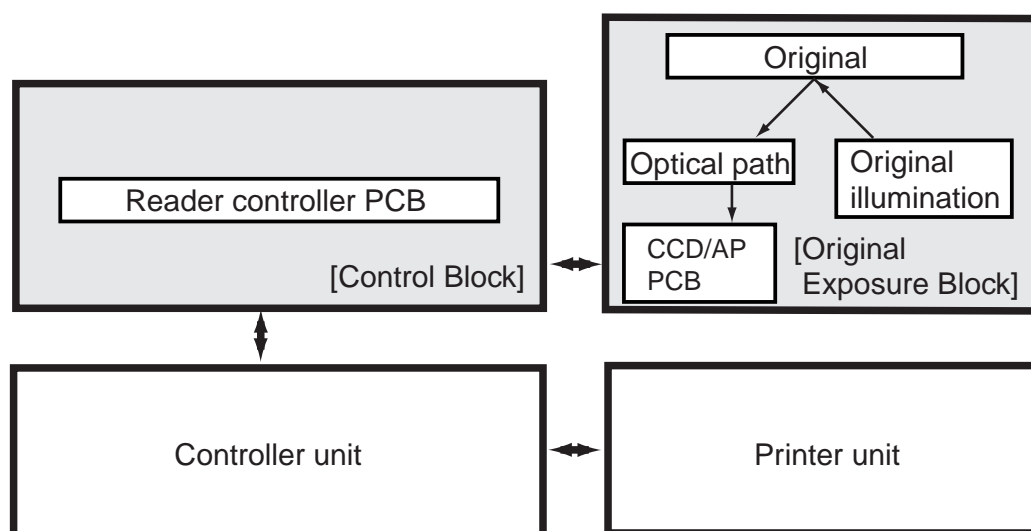 Original
Optical path
Original
illumination
CCD/AP
PCB
[Original
Exposure Block]
Reader controller PCB
[Control Block]
Controller unit
Printer unit